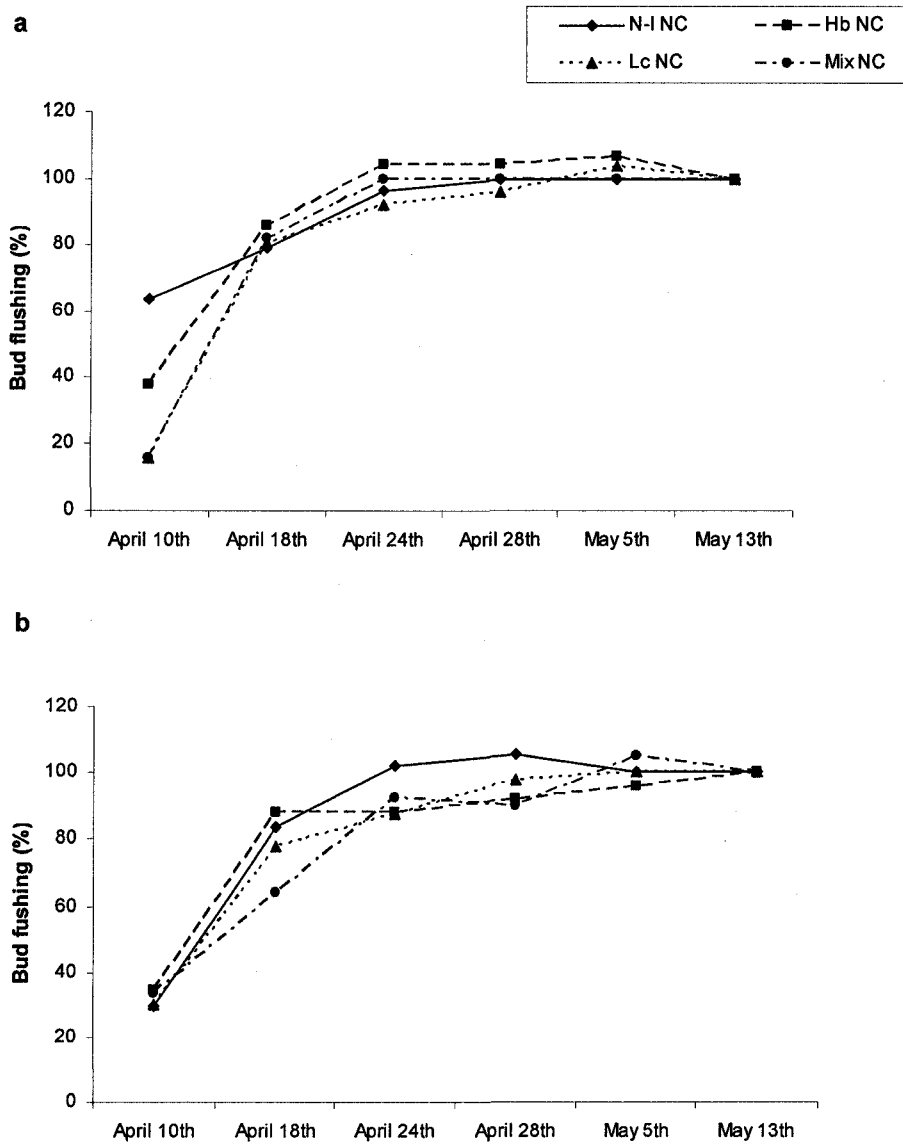 a
N-I NC Hb NC
Lc NC Mix NC
120
100
80
60
40
20
0
Bud flushing (%)
April 10th April 18th April 24th April 28th May 5th May 13th
b
120
100
80
60
40
20
0
Bud fushing (%)
April 10th April 18th April 24th April 28th May 5th May 13th